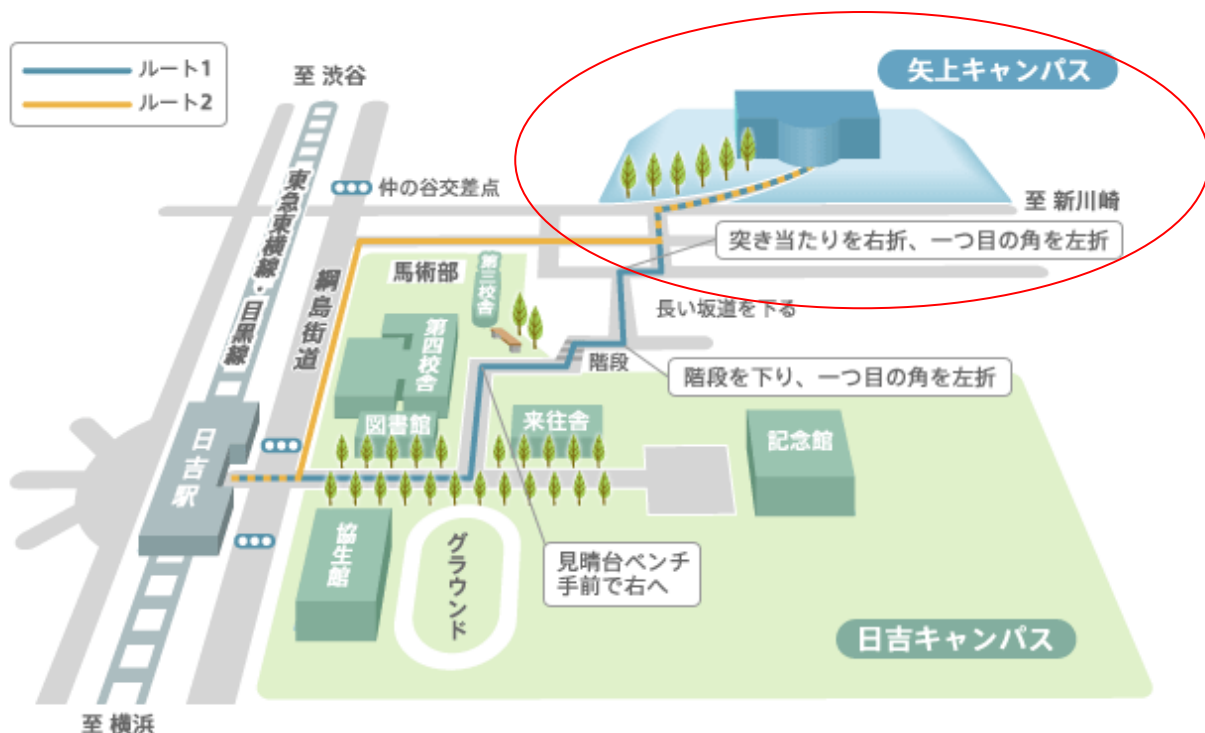 ルート1
ルート2
至 渋谷
矢上キャンパス
仲の谷交差点
至 新川崎
東急東横線・目黒線
綱島街道
突き当たりを右折、一つ目の角を左折
馬術部
第三校舎
長い坂道を下る
第四校舎
階段
階段を下り、一つ目の角を左折
図書館
来往舎
記念館
日吉駅
協生館
グラウンド
見晴台ベンチ
手前で右へ
日吉キャンパス
至 横浜